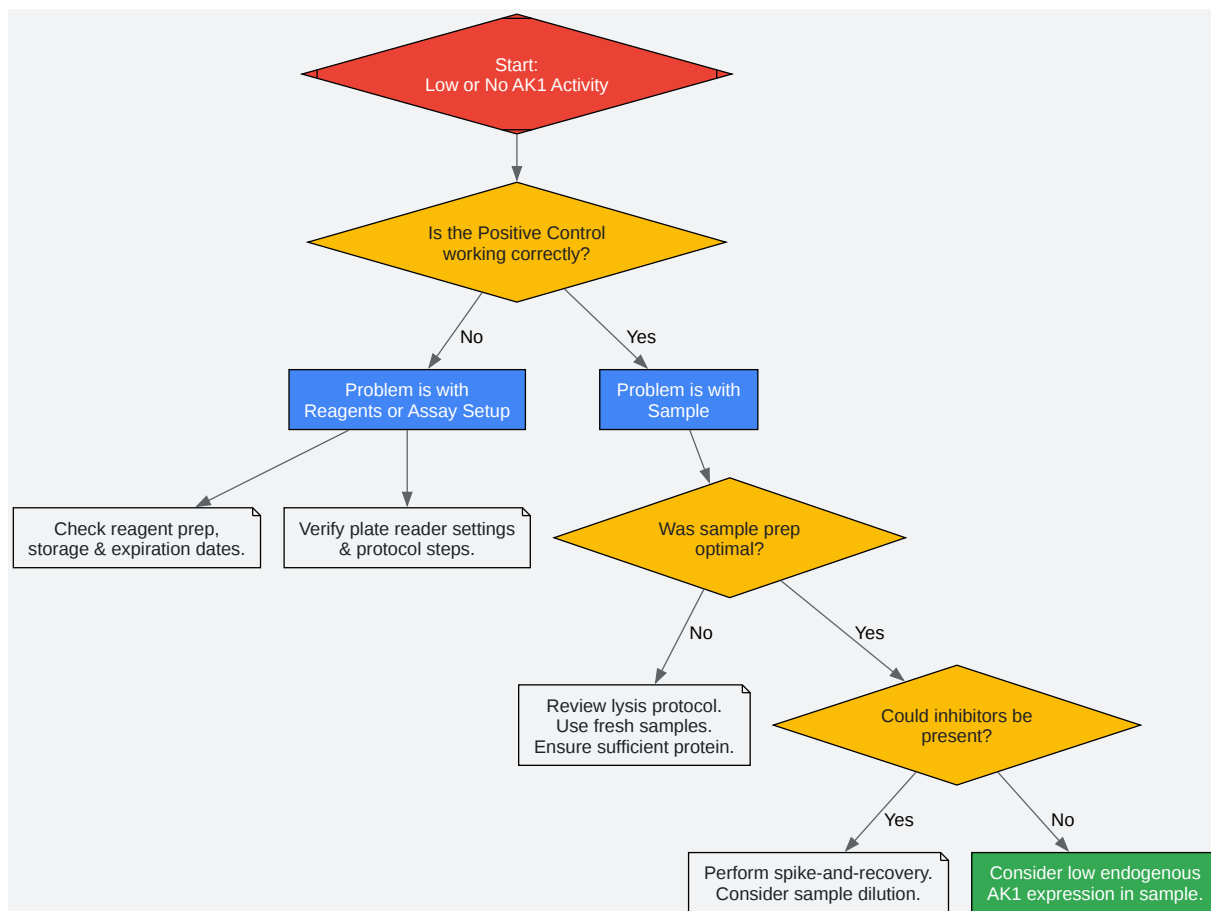 Start:
Low or No AK1 Activity
Is the Positive Control
working correctly?
No
Yes
Problem is with
Reagents or Assay Setup
Problem is with
Sample
Check reagent prep,
storage & expiration dates.
Verify plate reader settings
& protocol steps.
Was sample prep
optimal?
No
Yes
Review lysis protocol.
Use fresh samples.
Ensure sufficient protein.
Could inhibitors be
present?
Yes
No
Perform spike-and-recovery.
Consider sample dilution.
Consider low endogenous
AK1 expression in sample.